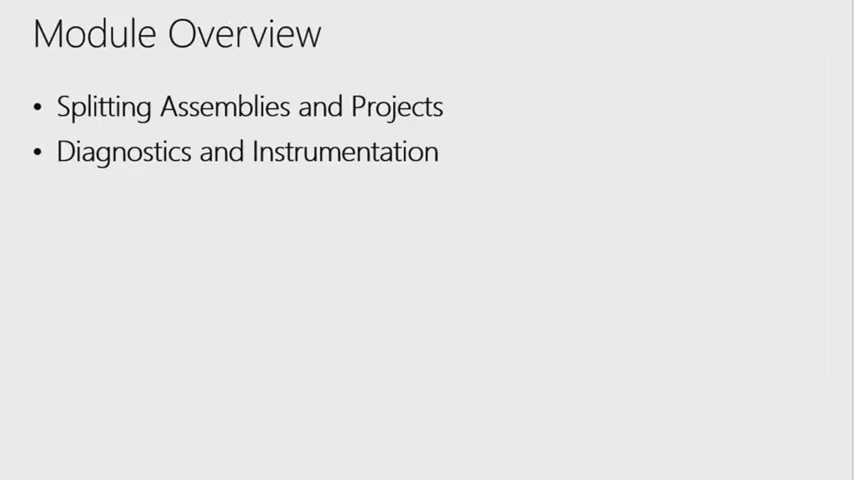 Module Overview
• Splitting Assemblies and Projects
• Diagnostics and Instrumentation